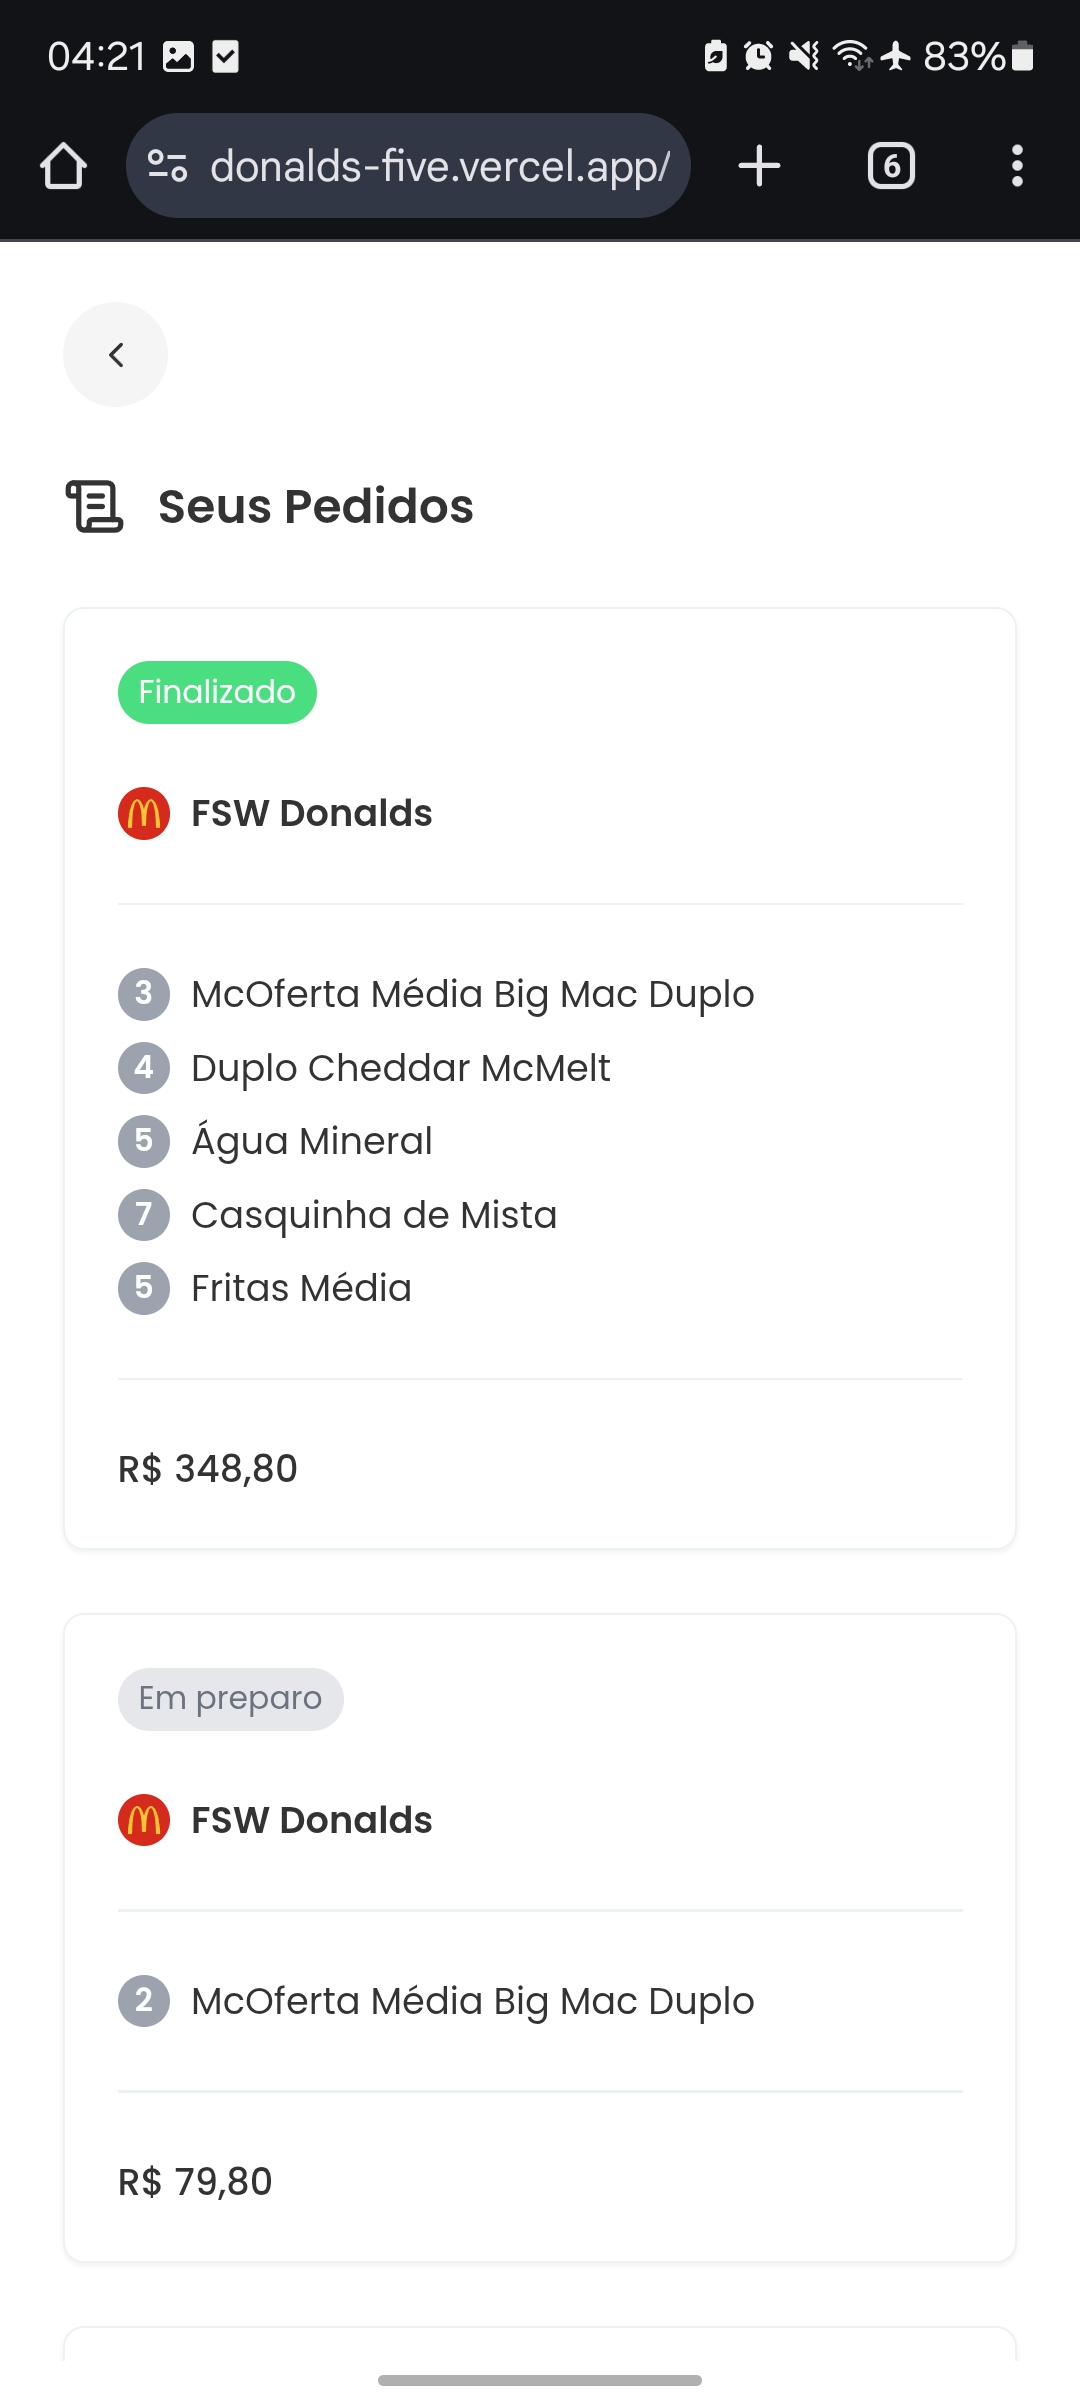 04:21
83%
donalds-five.vercel.app/
6
Seus Pedidos
Finalizado
FSW Donalds
3 McOferta Média Big Mac Duplo
4 Duplo Cheddar McMelt
5 Água Mineral
7 Casquinha de Mista
5 Fritas Média
R$ 348,80
Em preparo
FSW Donalds
2 McOferta Média Big Mac Duplo
R$ 79,80